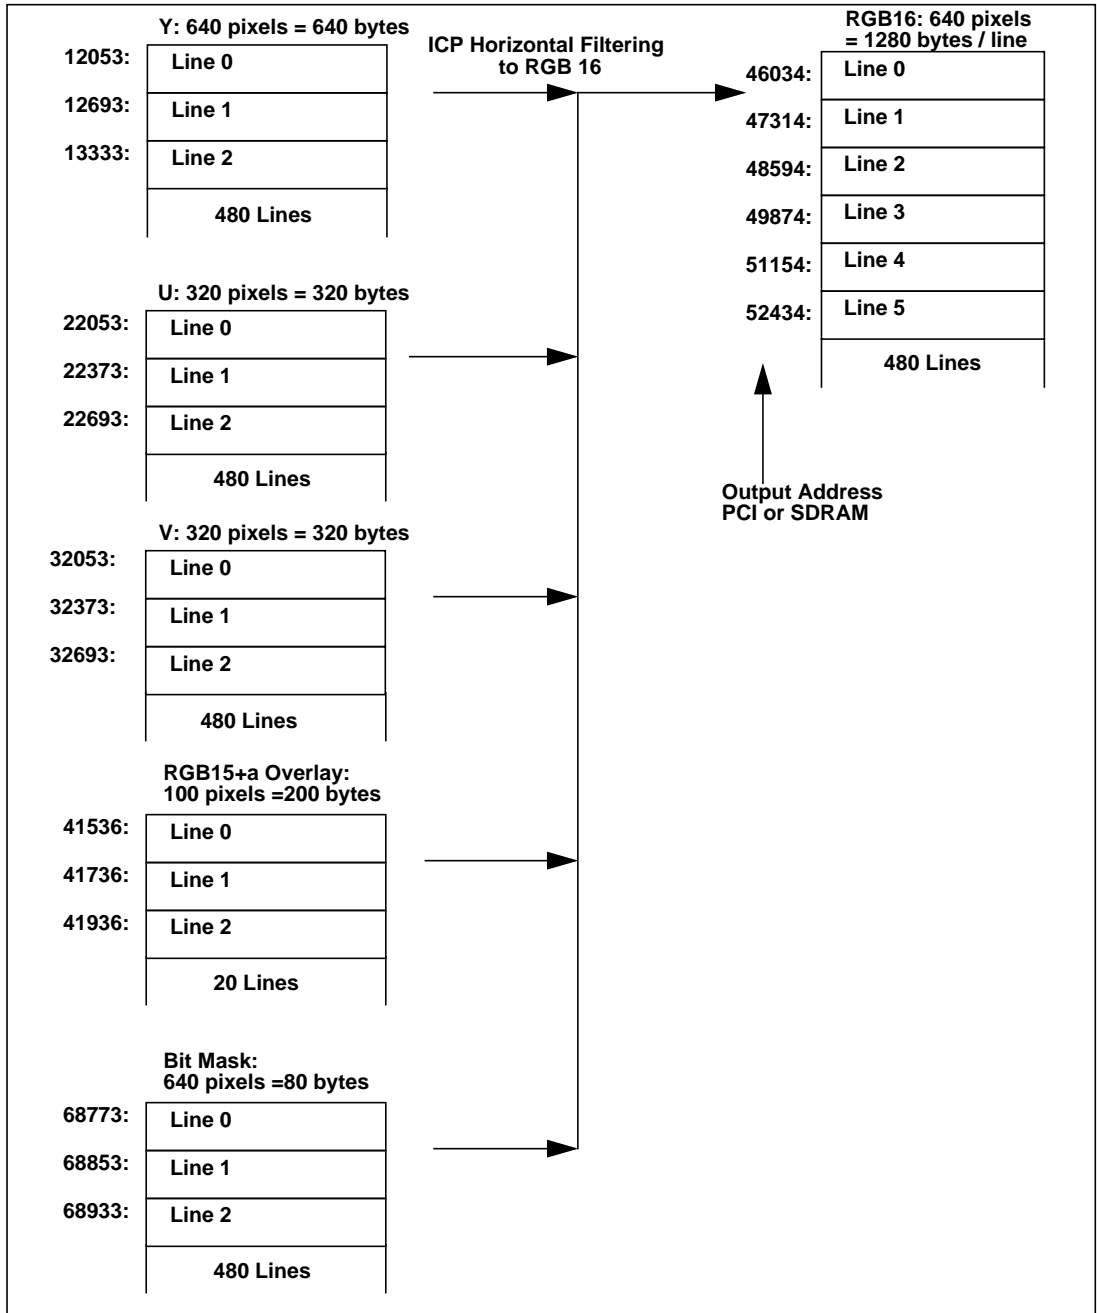 Y: 640 pixels = 640 bytes
12053: Line 0
12693: Line 1
13333: Line 2
480 Lines
U: 320 pixels = 320 bytes
22053: Line 0
22373: Line 1
22693: Line 2
480 Lines
V: 320 pixels = 320 bytes
32053: Line 0
32373: Line 1
32693: Line 2
480 Lines
RGB15+a Overlay:
100 pixels =200 bytes
41536: Line 0
41736: Line 1
41936: Line 2
20 Lines
Bit Mask:
640 pixels =80 bytes
68773: Line 0
68853: Line 1
68933: Line 2
480 Lines
ICP Horizontal Filtering
to RGB 16
RGB16: 640 pixels
= 1280 bytes / line
46034: Line 0
47314: Line 1
48594: Line 2
49874: Line 3
51154: Line 4
52434: Line 5
480 Lines
Output Address
PCI or SDRAM